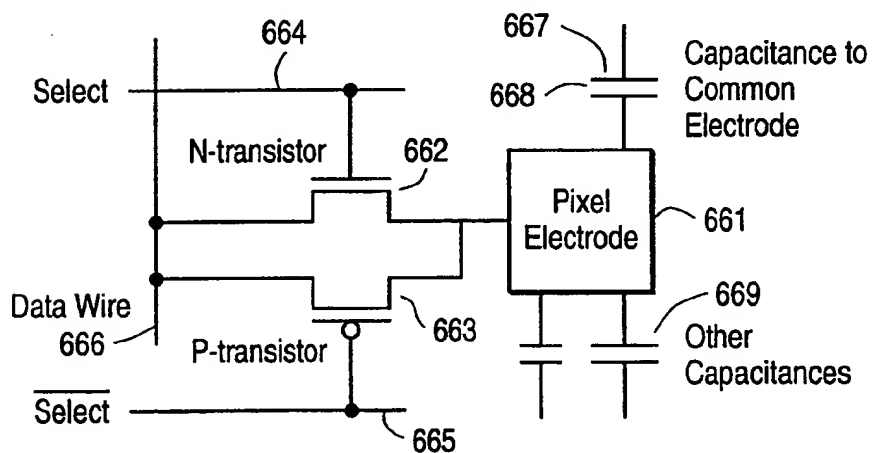 664
667
Select
668
Capacitance to
Common
Electrode
N-transistor
662
Pixel
Electrode
661
Data Wire
666
663
669
P-transistor
Other
Capacitances
S̅e̅l̅e̅c̅t̅
665